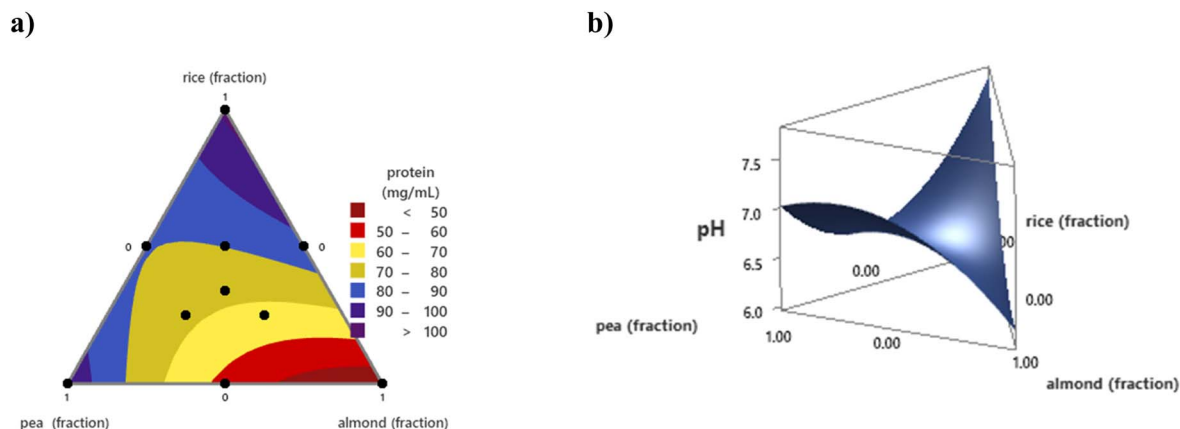 a)
rice (fraction)
1
protein
(mg/mL)
< 50
50 – 60
60 – 70
70 – 80
80 – 90
90 – 100
> 100
0
0
1
0
1
pea (fraction)
almond (fraction)
b)
7.5
7.0
pH
6.5
6.0
rice (fraction)
00
0.00
0.00
pea (fraction)
1.00
0.00
1.00
almond (fraction)